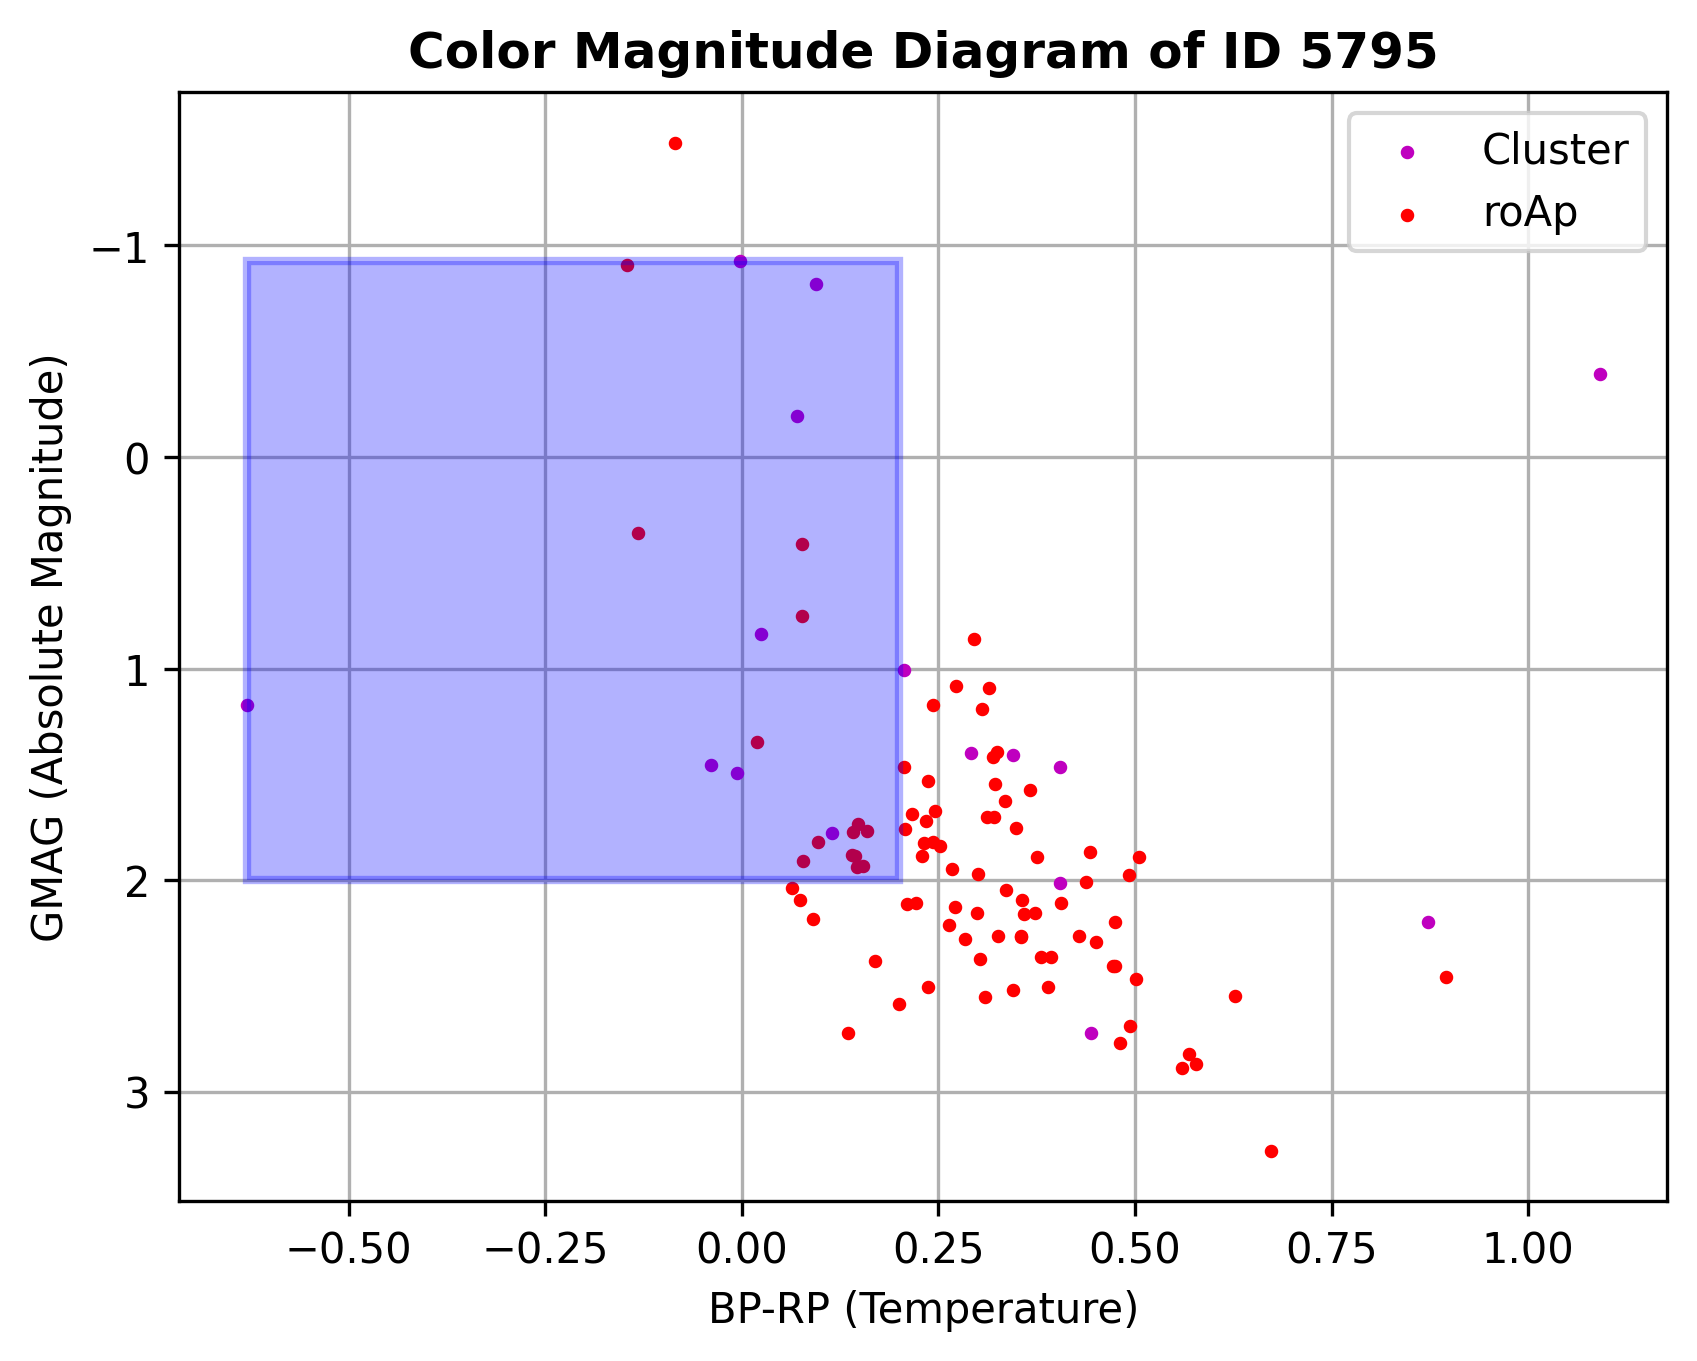 Color Magnitude Diagram of ID 5795
Cluster
roAp
GMAG (Absolute Magnitude)
−1
0
1
2
3
−0.50
−0.25
0.00
0.25
0.50
0.75
1.00
BP-RP (Temperature)